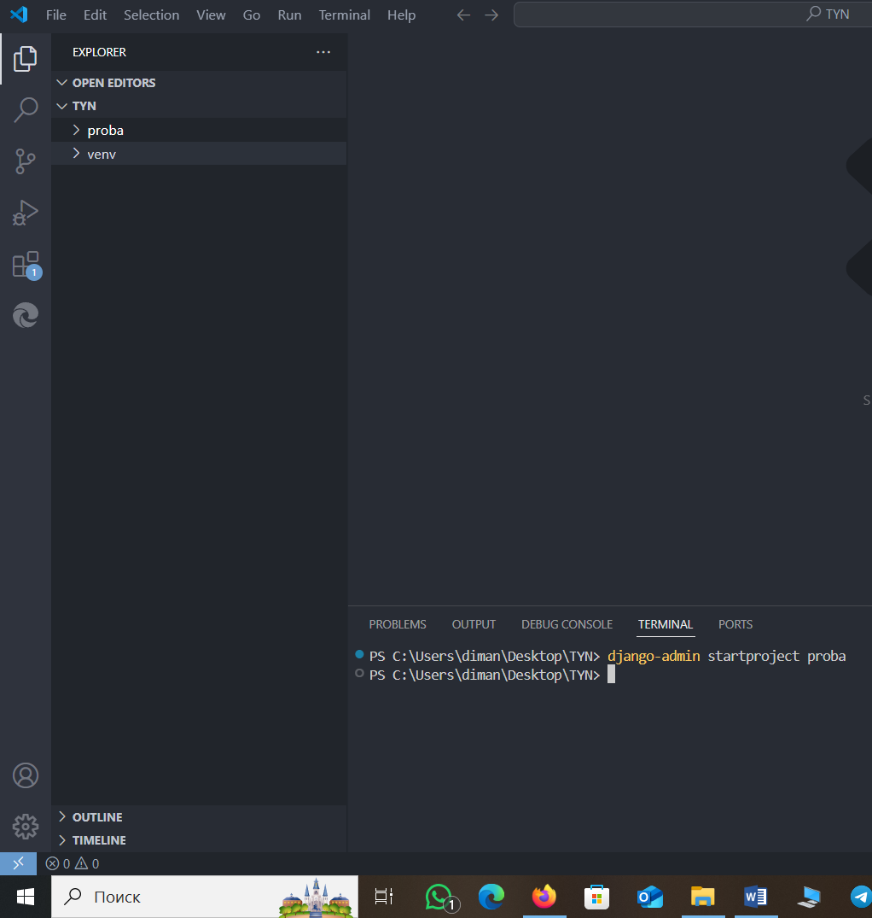 File Edit Selection View Go Run Terminal Help
TYN
EXPLORER
OPEN EDITORS
TYN
proba
venv
1
S
PROBLEMS OUTPUT DEBUG CONSOLE TERMINAL PORTS
PS C:\Users\diman\Desktop\TYN> django-admin startproject proba
PS C:\Users\diman\Desktop\TYN>
OUTLINE
TIMELINE
0 0
Поиск
1